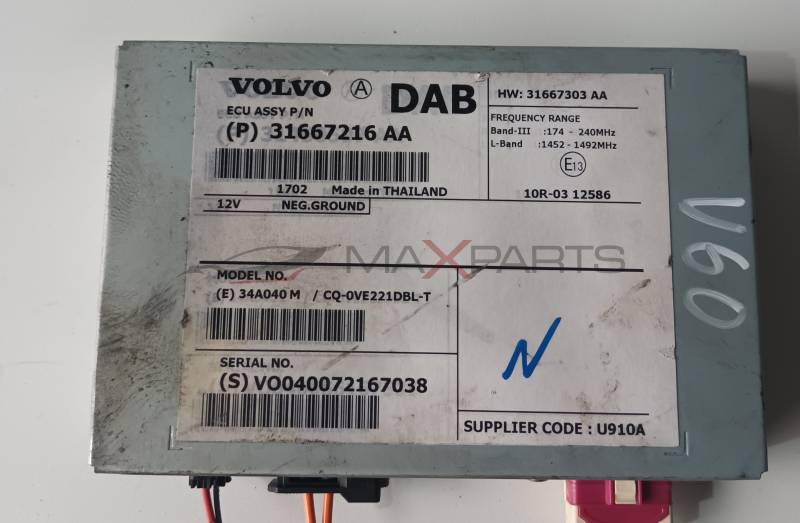 VOLVO A DAB
ECU ASSY P/N
(P) 31667216 AA
1702 Made in THAILAND
12V NEG.GROUND
HW: 31667303 AA
FREQUENCY RANGE
Band-III :174 - 240MHz
L-Band :1452 - 1492MHz
E13
10R-03 12586
MAXPARTS
MODEL NO.
(E) 34A040 M / CQ-0VE221DBL-T
SERIAL NO.
(S) VO040072167038
N
SUPPLIER CODE : U910A
V60